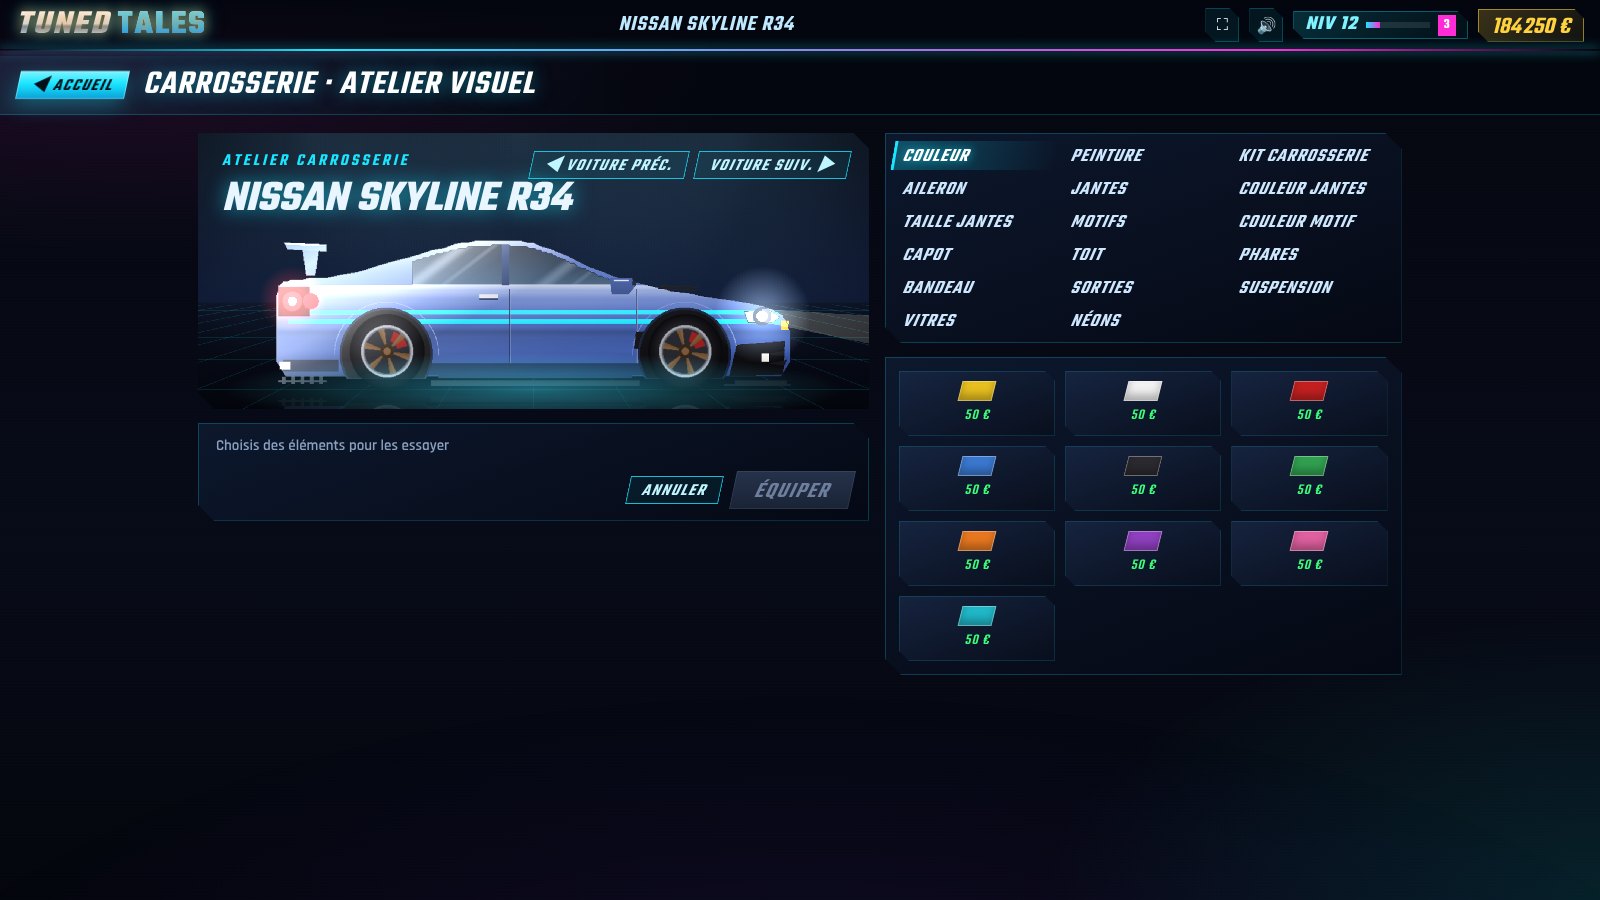 TUNED TALES
NISSAN SKYLINE R34
NIV 12
3
184 250 €
ACCUEIL
CARROSSERIE · ATELIER VISUEL
ATELIER CARROSSERIE
VOITURE PRÉC.
VOITURE SUIV.
NISSAN SKYLINE R34
Choisis des éléments pour les essayer
ANNULER
ÉQUIPER
COULEUR PEINTURE KIT CARROSSERIE
AILERON JANTES COULEUR JANTES
TAILLE JANTES MOTIFS COULEUR MOTIF
CAPOT TOIT PHARES
BANDEAU SORTIES SUSPENSION
VITRES NÉONS
50 € 50 € 50 €
50 € 50 € 50 €
50 € 50 € 50 €
50 €